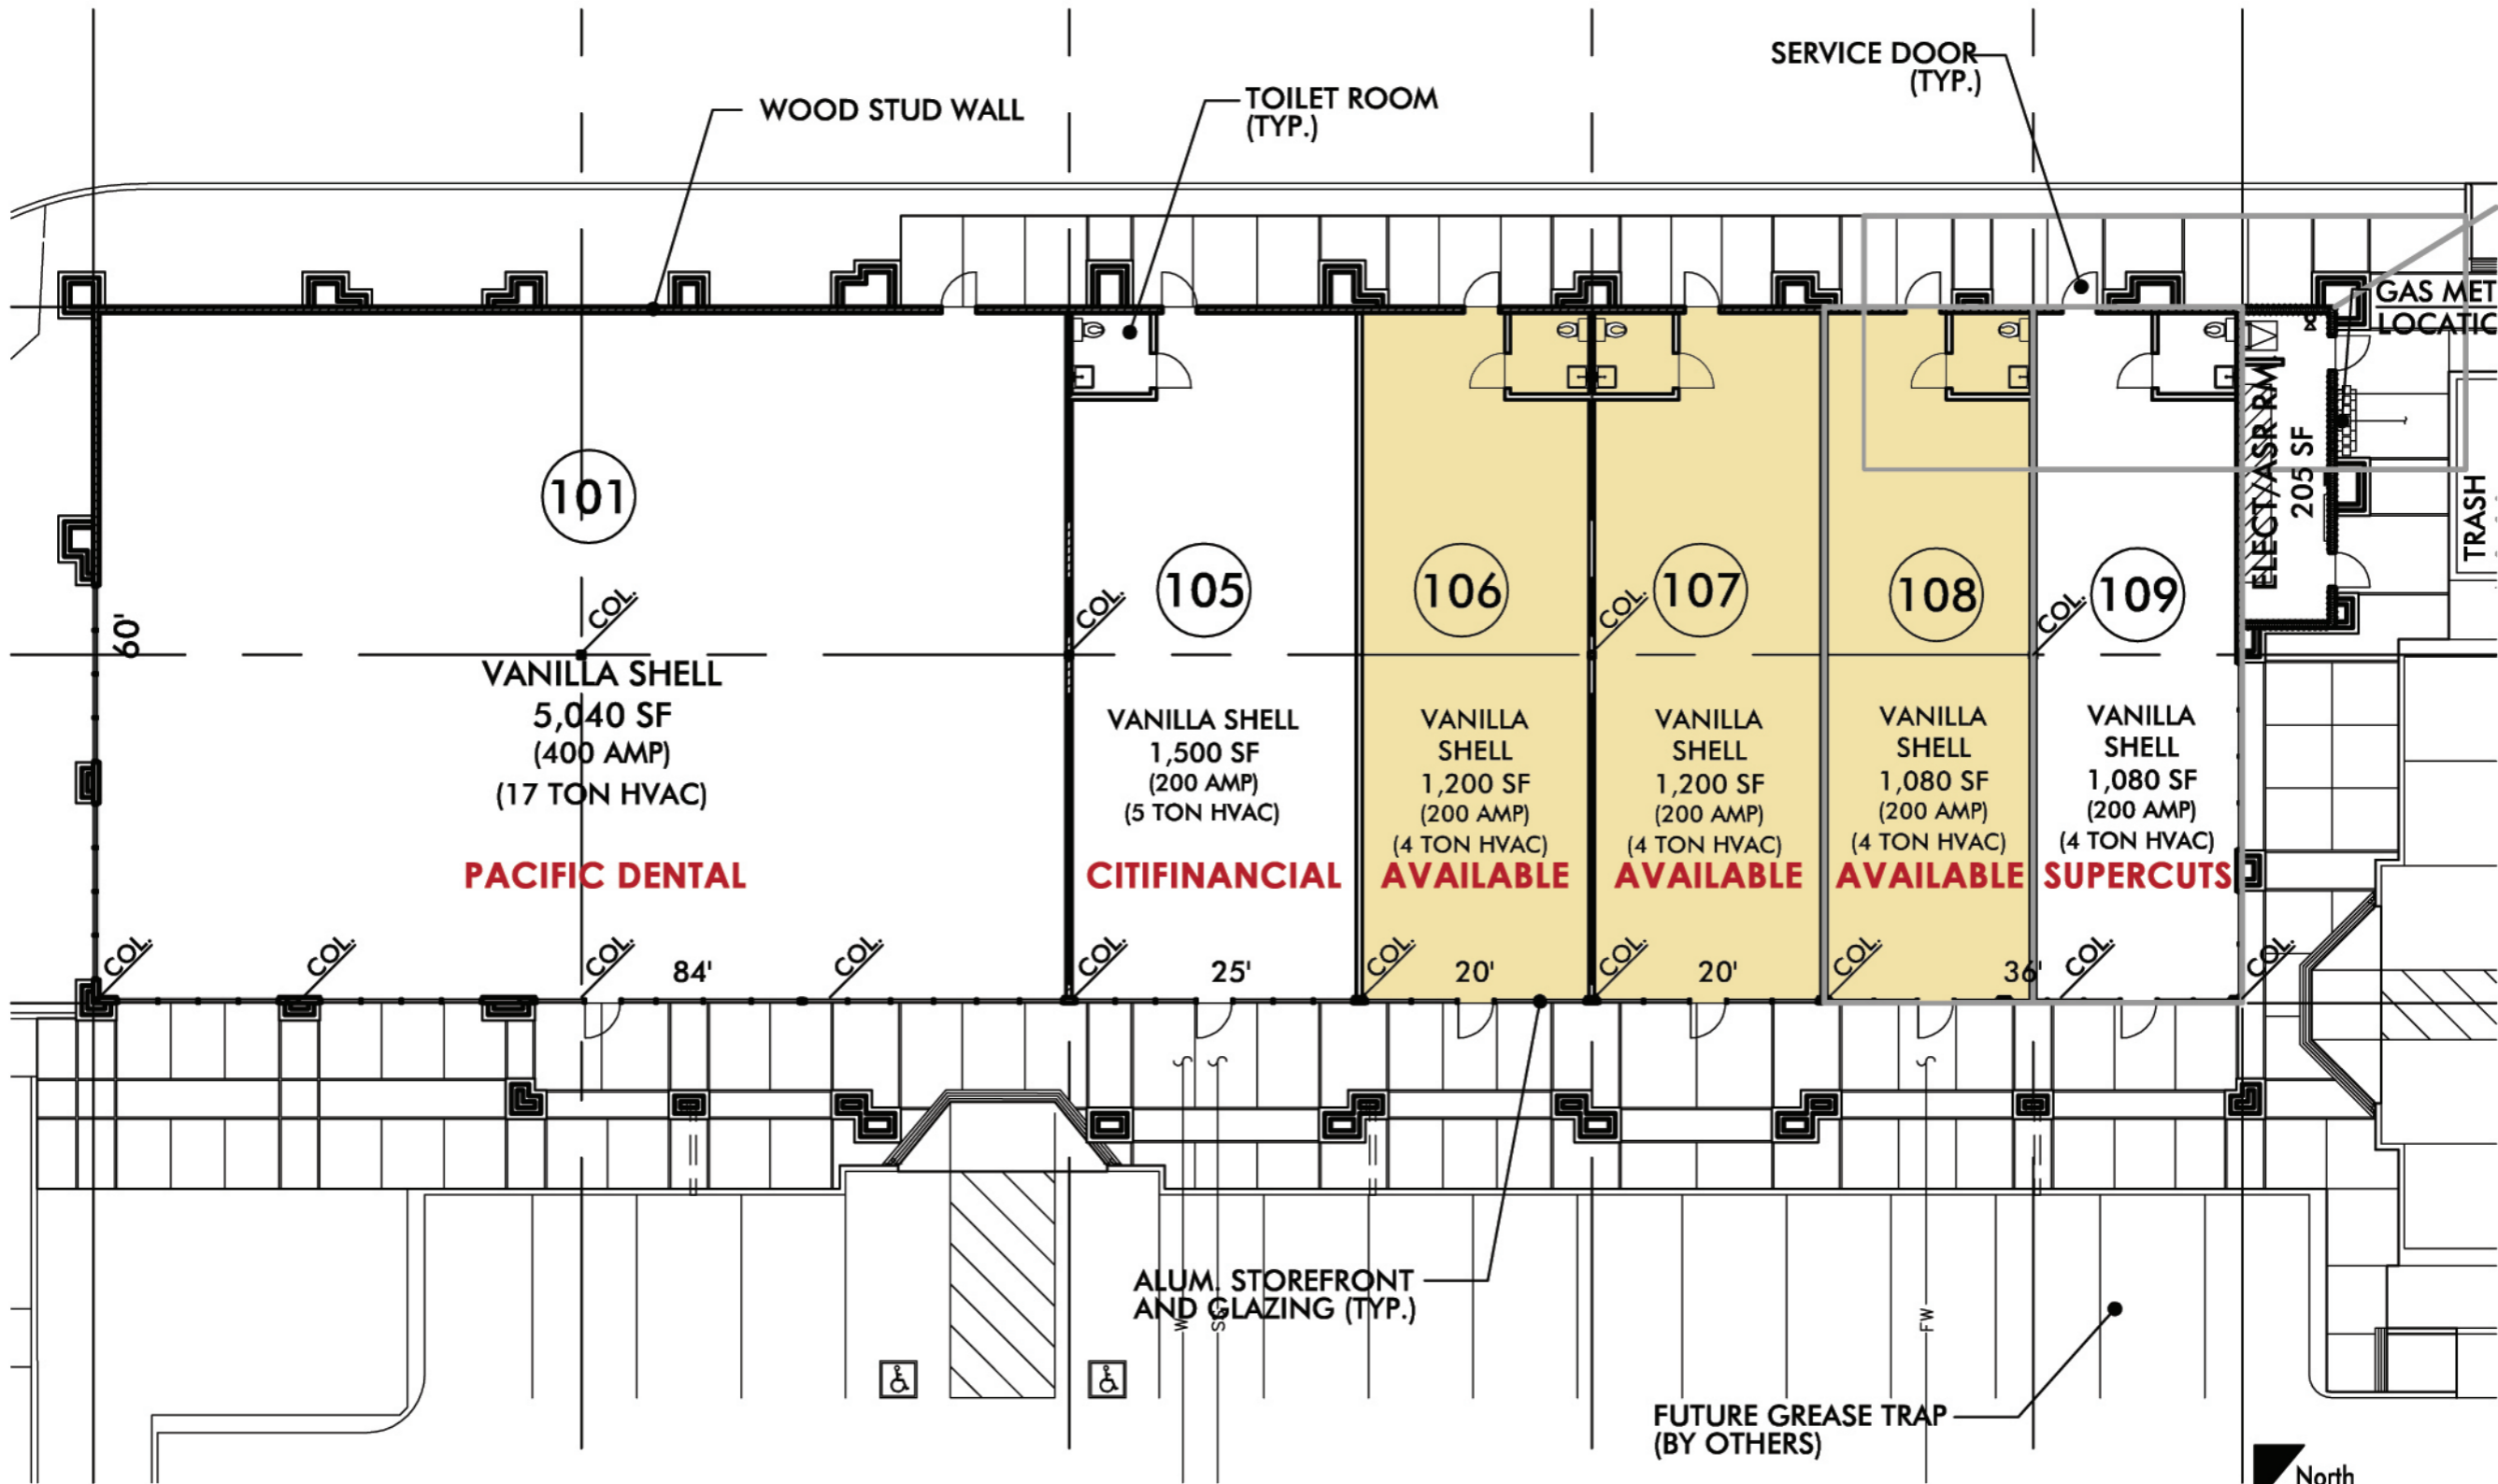 SERVICE DOOR
(TYP.)
WOOD STUD WALL
TOILET ROOM
(TYP.)
GAS MET
LOCATIC
ELECT/ASR RM
205 SF
TRASH
60'
101
COL.
VANILLA SHELL
5,040 SF
(400 AMP)
(17 TON HVAC)
PACIFIC DENTAL
COL.
COL.
COL.
84'
COL.
COL.
105
VANILLA SHELL
1,500 SF
(200 AMP)
(5 TON HVAC)
CITIFINANCIAL
COL.
25'
106
VANILLA
SHELL
1,200 SF
(200 AMP)
(4 TON HVAC)
AVAILABLE
COL.
20'
COL.
107
VANILLA
SHELL
1,200 SF
(200 AMP)
(4 TON HVAC)
AVAILABLE
COL.
20'
108
VANILLA
SHELL
1,080 SF
(200 AMP)
(4 TON HVAC)
AVAILABLE
COL.
36'
COL.
109
VANILLA
SHELL
1,080 SF
(200 AMP)
(4 TON HVAC)
SUPERCUTS
COL.
COL.
S
S
S
ALUM. STOREFRONT
AND GLAZING (TYP.)
W
FW
FUTURE GREASE TRAP
(BY OTHERS)
North